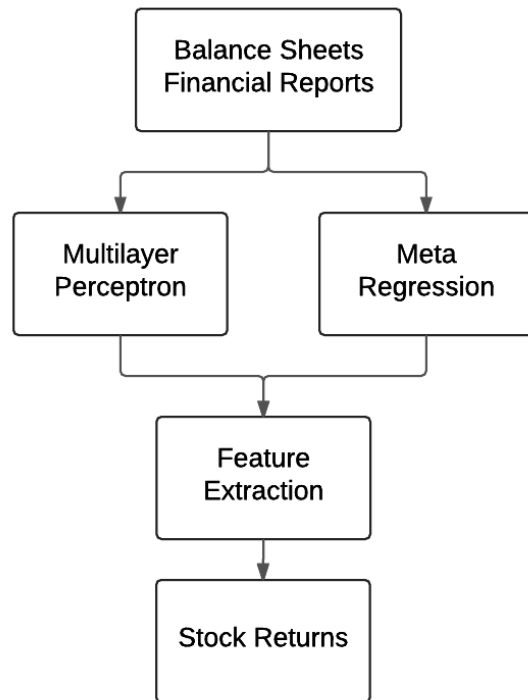 Balance Sheets
Financial Reports
Multilayer
Perceptron
Meta
Regression
Feature
Extraction
Stock Returns